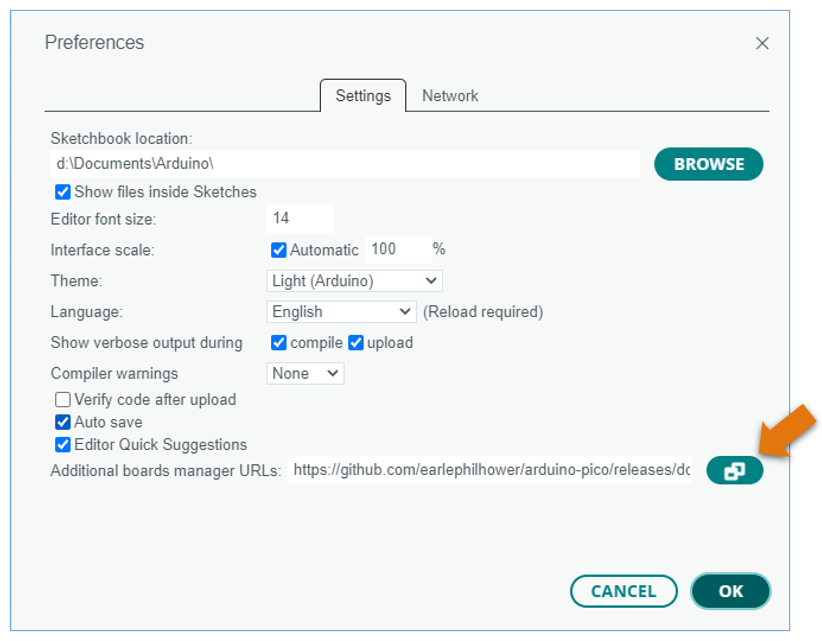 Preferences
Settings Network
Sketchbook location:
d:\Documents\Arduino\
BROWSE
Show files inside Sketches
Editor font size: 14
Interface scale: Automatic 100 %
Theme: Light (Arduino)
Language: English (Reload required)
Show verbose output during compile upload
Compiler warnings None
Verify code after upload
Auto save
Editor Quick Suggestions
Additional boards manager URLs: https://github.com/earlephilhower/arduino-pico/releases/dc
CANCEL OK